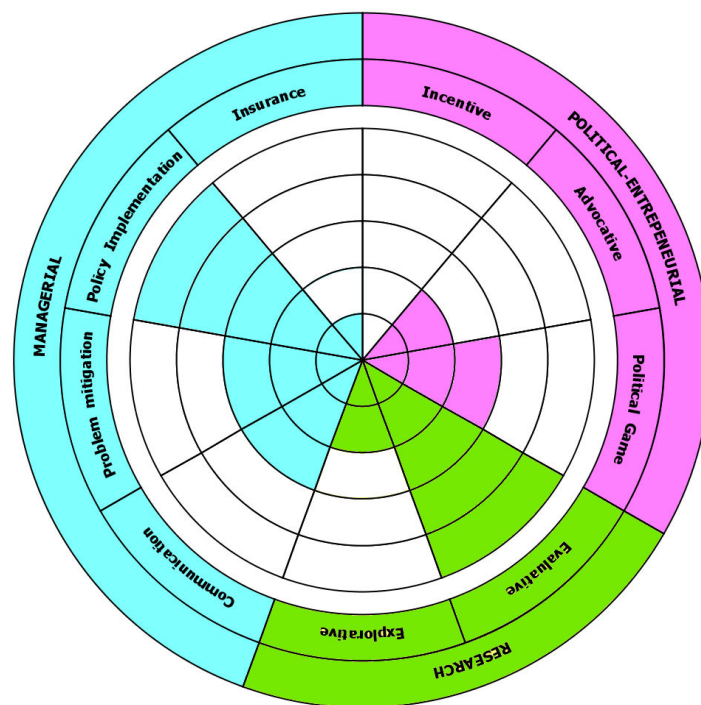 Insurance
Incentive
POLITICAL-ENTREPENEURIAL
Advocative
Political Game
Evaluative
RESEARCH
Explorative
Communication
Problem mitigation
MANAGERIAL
Policy Implementation